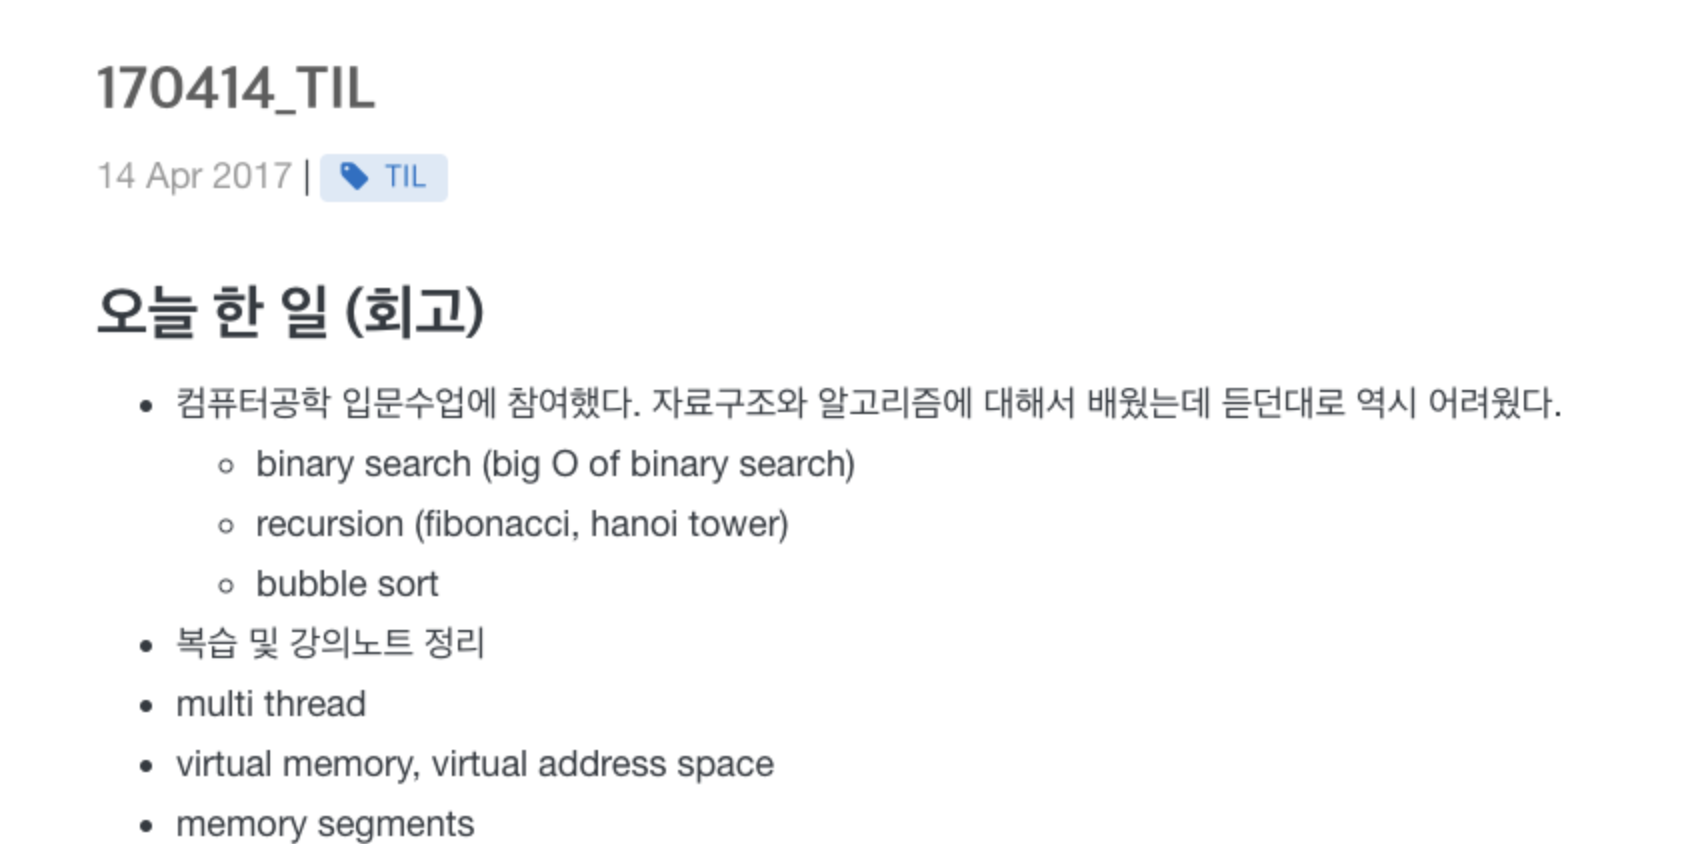 170414_TIL
14 Apr 2017 | TIL
오늘 한 일 (회고)
• 컴퓨터공학 입문수업에 참여했다. 자료구조와 알고리즘에 대해서 배웠는데 듣던대로 역시 어려웠다.
◦ binary search (big O of binary search)
◦ recursion (fibonacci, hanoi tower)
◦ bubble sort
• 복습 및 강의노트 정리
• multi thread
• virtual memory, virtual address space
• memory segments